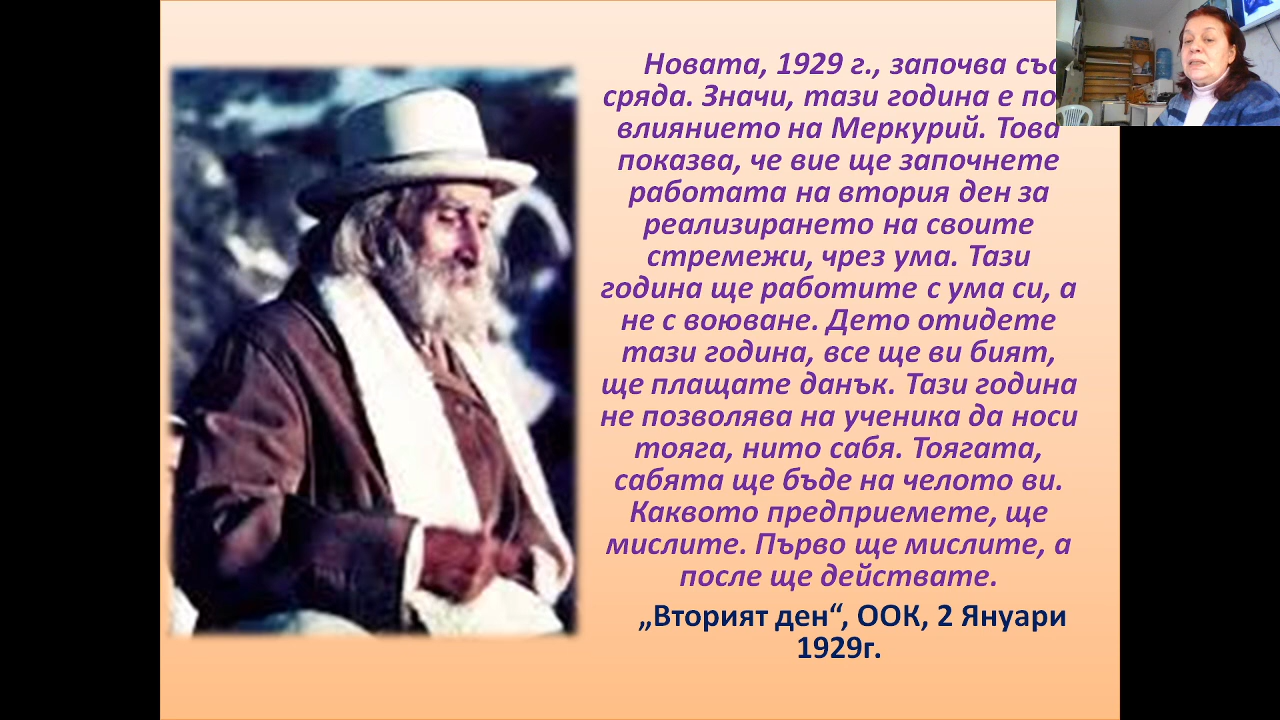 Новата, 1929 г., започва със
сряда. Значи, тази година е
влиянието на Меркурий. Това
показва, че вие ще започнете
работата на втория ден за
реализирането на своите
стремежи, чрез ума. Тази
година ще работите с ума си, а
не с воюване. Дето отидете
тази година, все ще ви бият,
ще плащате данък. Тази година
не позволява на ученика да носи
тояга, нито сабя. Тоягата,
сабята ще бъде на челото ви.
Каквото предприемете, ще
мислите. Първо ще мислите, а
после ще действате.
„Вторият ден“, ООК, 2 Януари
1929г.